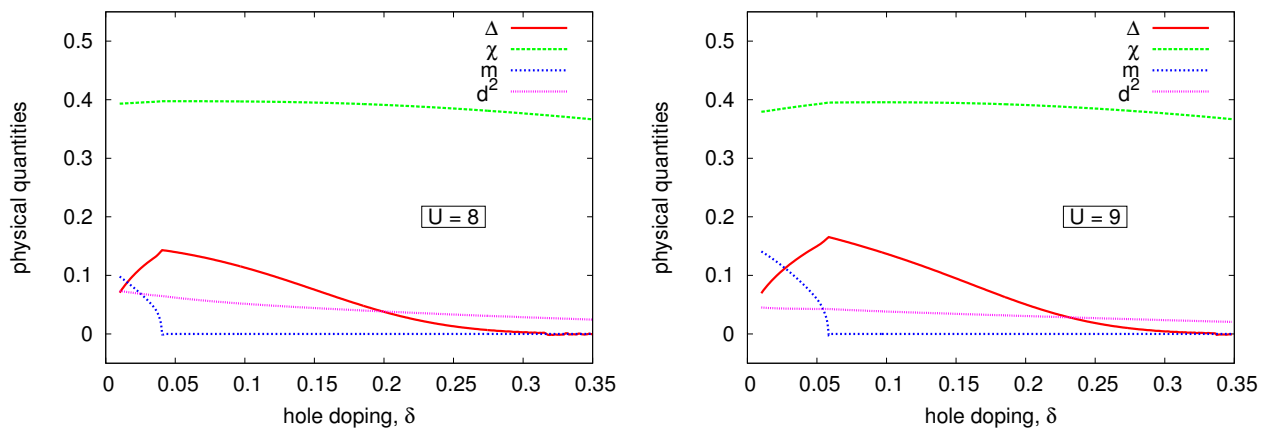 0.5
0.4
0.3
0.2
0.1
0
physical quantities
0 0.05 0.1 0.15 0.2 0.25 0.3 0.35
hole doping, δ
Δ
χ
m
d²
U = 8
0.5
0.4
0.3
0.2
0.1
0
physical quantities
0 0.05 0.1 0.15 0.2 0.25 0.3 0.35
hole doping, δ
Δ
χ
m
d²
U = 9